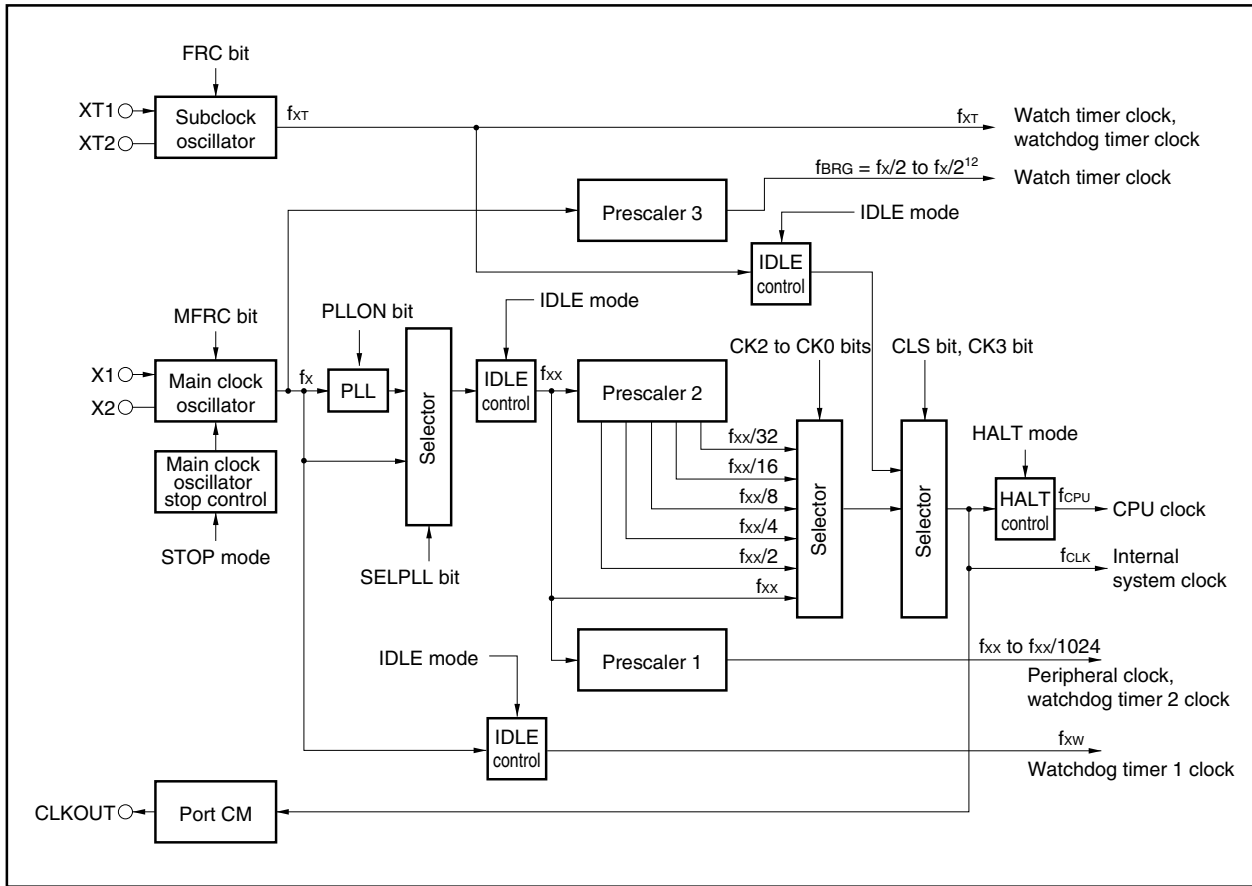 FRC bit
XT1
XT2
Subclock
oscillator
fXT
fXT
Watch timer clock,
watchdog timer clock
fBRG = fX/2 to fX/2¹²
Watch timer clock
Prescaler 3
IDLE mode
IDLE
control
MFRC bit
PLLON bit
IDLE mode
CK2 to CK0 bits
CLS bit, CK3 bit
X1
X2
Main clock
oscillator
fX
PLL
Selector
IDLE
control
fXX
Prescaler 2
HALT mode
Main clock
oscillator
stop control
STOP mode
SELPLL bit
fXX/32
fXX/16
fXX/8
fXX/4
fXX/2
fXX
Selector
Selector
HALT
control
fCPU
CPU clock
fCLK
Internal
system clock
Prescaler 1
fXX to fXX/1024
Peripheral clock,
watchdog timer 2 clock
IDLE mode
IDLE
control
fXW
Watchdog timer 1 clock
CLKOUT
Port CM